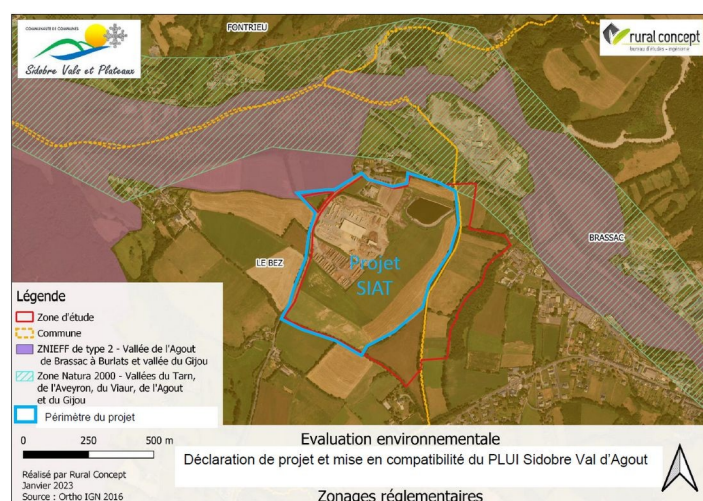 COMMUNAUTÉ DE COMMUNES
Sidobre Vals et Plateaux
FONTRIEU
rural concept
bureau d'études - ingénierie
BRASSAC
LE BEZ
Projet
SIAT
Légende
Zone d'étude
Commune
ZNIEFF de type 2 - Vallée de l'Agout
de Brassac à Burlats et vallée du Gijou
Zone Natura 2000 - Vallées du Tarn,
de l'Aveyron, du Viaur, de l'Agout
et du Gijou
Périmètre du projet
0 250 500 m
Réalisé par Rural Concept
Janvier 2023
Source : Ortho IGN 2016
Evaluation environnementale
Déclaration de projet et mise en compatibilité du PLUI Sidobre Val d'Agout
Zonages réglementaires